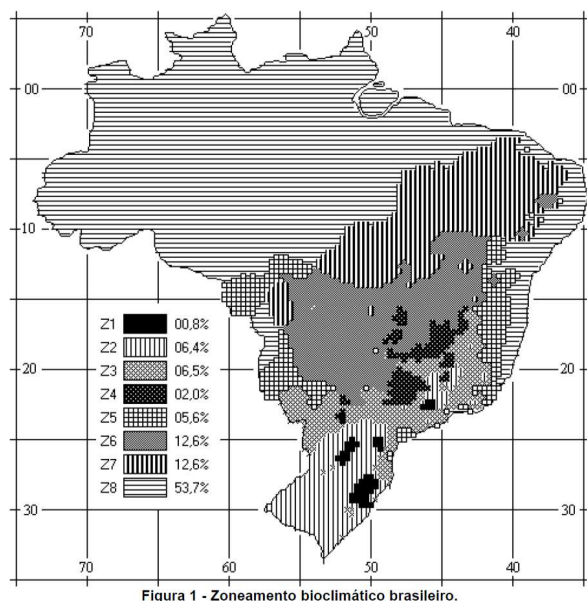 70 50 40
00 00
10
Z1 00,8%
Z2 06,4%
Z3 06,5%
Z4 02,0%
Z5 05,6%
Z6 12,6%
Z7 12,6%
Z8 53,7%
20 20
30 30
70 60 50 40
Figura 1 - Zoneamento bioclimático brasileiro.